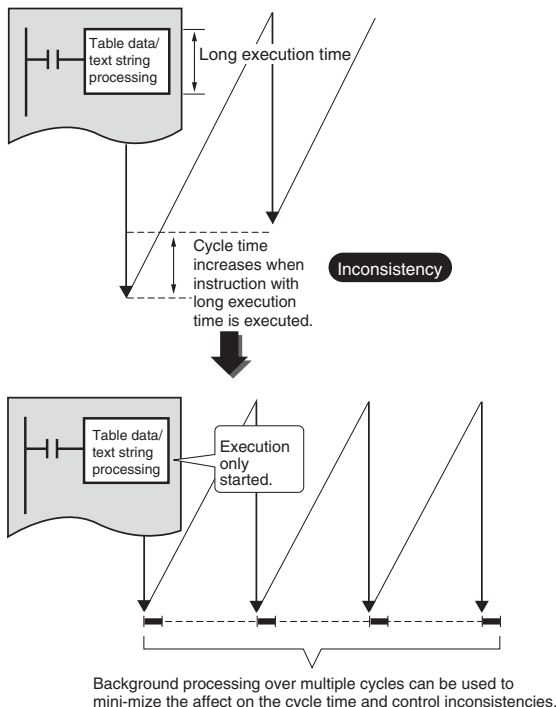 Table data/
text string
processing
Long execution time
Cycle time
increases when
instruction with
long execution
time is executed.
Inconsistency
Table data/
text string
processing
Execution
only
started.
Background processing over multiple cycles can be used to
mini-mize the affect on the cycle time and control inconsistencies.